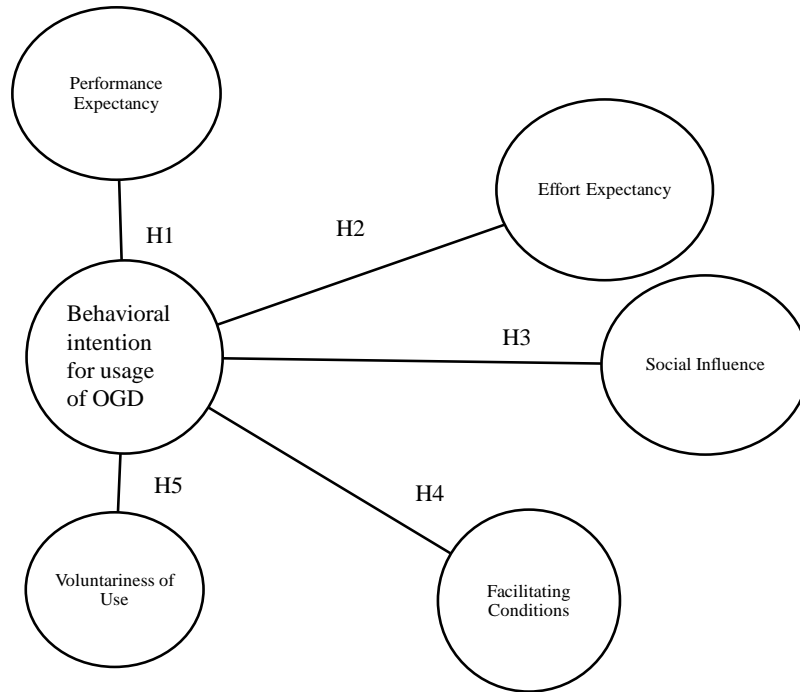 Performance
Expectancy
Effort Expectancy
H1
H2
Behavioral
intention
for usage
of OGD
H3
Social Influence
H5
H4
Voluntariness of
Use
Facilitating
Conditions